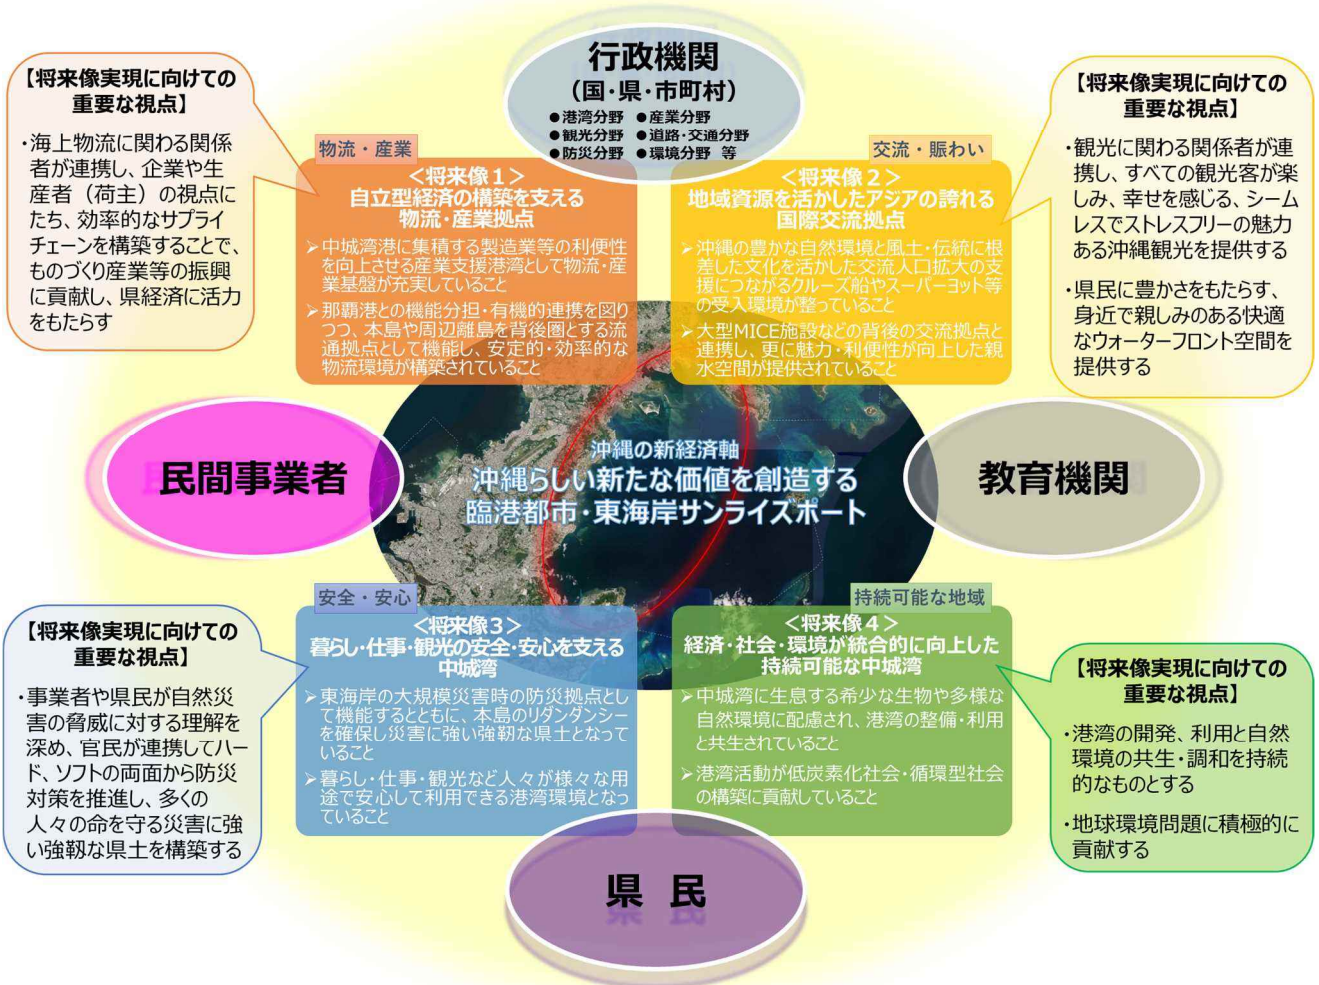 行政機関
（国・県・市町村）
●港湾分野 ●産業分野
●観光分野 ●道路・交通分野
●防災分野 ●環境分野 等
【将来像実現に向けての
重要な視点】
・海上物流に関わる関係
者が連携し、企業や生
産者（荷主）の視点に
たち、効率的なサプライ
チェーンを構築することで、
ものづくり産業等の振興
に貢献し、県経済に活力
をもたらす
物流・産業
＜将来像１＞
自立型経済の構築を支える
物流・産業拠点
➢中城湾港に集積する製造業等の利便性
を向上させる産業支援港湾として物流・産
業基盤が充実していること
➢那覇港との機能分担・有機的連携を図り
つつ、本島や周辺離島を背後圏とする流
通拠点として機能し、安定的・効率的な
物流環境が構築されていること
交流・賑わい
＜将来像２＞
地域資源を活かしたアジアの誇れる
国際交流拠点
➢沖縄の豊かな自然環境と風土・伝統に根
差した文化を活かした交流人口拡大の支
援につながるクルーズ船やスーパーヨット等
の受入環境が整っていること
➢大型MICE施設などの背後の交流拠点と
連携し、更に魅力・利便性が向上した親
水空間が提供されていること
【将来像実現に向けての
重要な視点】
・観光に関わる関係者が連
携し、すべての観光客が楽
しみ、幸せを感じる、シーム
レスでストレスフリーの魅力
ある沖縄観光を提供する
・県民に豊かさをもたらす、
身近で親しみのある快適
なウォーターフロント空間を
提供する
民間事業者
沖縄の新経済軸
沖縄らしい新たな価値を創造する
臨港都市・東海岸サンライズポート
教育機関
【将来像実現に向けての
重要な視点】
・事業者や県民が自然災
害の脅威に対する理解を
深め、官民が連携してハー
ド、ソフトの両面から防災
対策を推進し、多くの
人々の命を守る災害に強
い強靱な県土を構築する
安全・安心
＜将来像３＞
暮らし・仕事・観光の安全・安心を支える
中城湾
➢東海岸の大規模災害時の防災拠点とし
て機能するとともに、本島のリダンダンシー
を確保し災害に強い強靱な県土となって
いること
➢暮らし・仕事・観光など人々が様々な用
途で安心して利用できる港湾環境となっ
ていること
持続可能な地域
＜将来像４＞
経済・社会・環境が統合的に向上した
持続可能な中城湾
➢中城湾に生息する希少な生物や多様な
自然環境に配慮され、港湾の整備・利用
と共生されていること
➢港湾活動が低炭素化社会・循環型社会
の構築に貢献していること
【将来像実現に向けての
重要な視点】
・港湾の開発、利用と自然
環境の共生・調和を持続
的なものとする
・地球環境問題に積極的に
貢献する
県 民